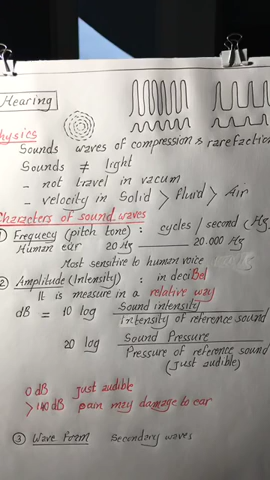 Hearing
hysics
Sounds waves of compression & rarefaction
Sounds ≠ light
- not travel in vacum
- velocity in Solid > fluid > Air
Characters of sound waves
① Frequecy (pitch tone) : cycles / second (Hz)
Human ear 20 Hz ——— 20.000 Hz
Most sensitive to human voice
② Amplitude (Intensity) : in deciBel
It is measure in a relative way
dB = 10 log Sound intensity
Intensity of reference sound
20 log Sound Pressure
Pressure of reference sound
(Just audible)
0 dB Just audible
> 140 dB pain may damage to ear
③ Wave form Secondary waves